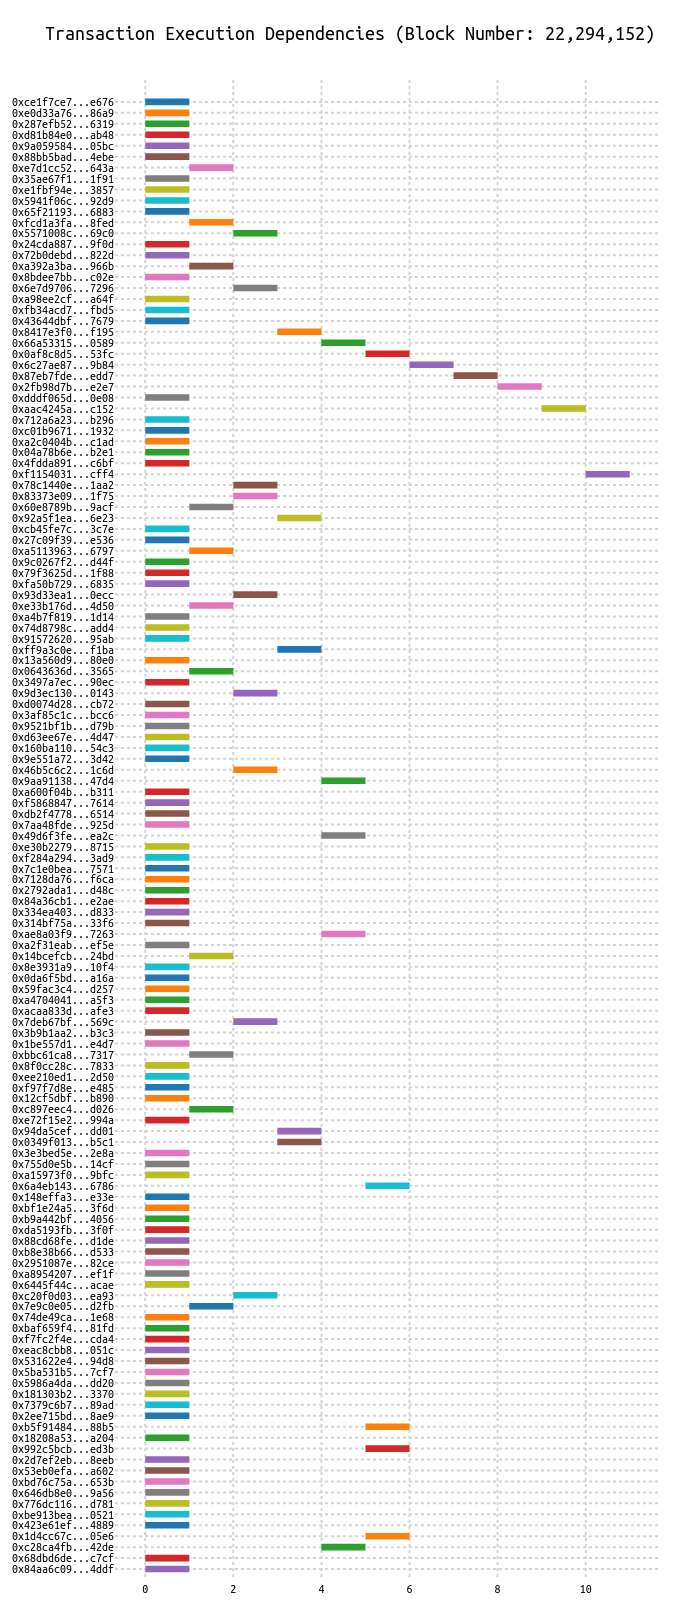 Transaction Execution Dependencies (Block Number: 22,294,152)
0xce1f7ce7...e676
0xe0d33a76...86a9
0x287efb52...6319
0xd81b84e0...ab48
0x9a059584...05bc
0x88bb5bad...4ebe
0xe7d1cc52...643a
0x35ae67f1...1f91
0xe1fbf94e...3857
0x5941f06c...92d9
0x65f21193...6883
0xfcd1a3fa...8fed
0x5571008c...69c0
0x24cda887...9f0d
0x72b0debd...822d
0xa392a3ba...966b
0x8bdee7bb...c02e
0x6e7d9706...7296
0xa98ee2cf...a64f
0xfb34acd7...fbd5
0x43644dbf...7679
0x8417e3f0...f195
0x66a53315...0589
0x0af8c8d5...53fc
0x6c27ae87...9b84
0x87eb7fde...edd7
0x2fb98d7b...e2e7
0xdddf065d...0e08
0xaac4245a...c152
0x712a6a23...b296
0xc01b9671...1932
0xa2c0404b...c1ad
0x04a78b6e...b2e1
0x4fdda891...c6bf
0xf1154031...cff4
0x78c1440e...1aa2
0x83373e09...1f75
0x60e8789b...9acf
0x92a5f1ea...6e23
0xcb45fe7c...3c7e
0x27c09f39...e536
0xa5113963...6797
0x9c0267f2...d44f
0x79f3625d...1f88
0xfa50b729...6835
0x93d33ea1...0ecc
0xe33b176d...4d50
0xa4b7f819...1d14
0x74d8798c...add4
0x91572620...95ab
0xff9a3c0e...f1ba
0x13a560d9...80e0
0x0643636d...3565
0x3497a7ec...90ec
0x9d3ec130...0143
0xd0074d28...cb72
0x3af85c1c...bcc6
0x9521bf1b...d79b
0xd63ee67e...4d47
0x160ba110...54c3
0x9e551a72...3d42
0x46b5c6c2...1c6d
0x9aa91138...47d4
0xa600f04b...b311
0xf5868847...7614
0xdb2f4778...6514
0x7aa48fde...925d
0x49d6f3fe...ea2c
0xe30b2279...8715
0xf284a294...3ad9
0x7c1e0bea...7571
0x7128da76...f6ca
0x2792ada1...d48c
0x84a36cb1...e2ae
0x334ea403...d833
0x314bf75a...33f6
0xae8a03f9...7263
0xa2f31eab...ef5e
0x14bcefcb...24bd
0x8e3931a9...10f4
0x0da6f5bd...a16a
0x59fac3c4...d257
0xa4704041...a5f3
0xacaa833d...afe3
0x7deb67bf...569c
0x3b9b1aa2...b3c3
0x1be557d1...e4d7
0xbbc61ca8...7317
0x8f0cc28c...7833
0xee210ed1...2d50
0xf97f7d8e...e485
0x12cf5dbf...b890
0xc897eec4...d026
0xe72f15e2...994a
0x94da5cef...dd01
0x0349f013...b5c1
0x3e3bed5e...2e8a
0x755d0e5b...14cf
0xa15973f0...9bfc
0x6a4eb143...6786
0x148effa3...e33e
0xbf1e24a5...3f6d
0xb9a442bf...4056
0xda5193fb...3f0f
0x88cd68fe...d1de
0xb8e38b66...d533
0x2951087e...82ce
0xa8954207...ef1f
0x6445f44c...acae
0xc20f0d03...ea93
0x7e9c0e05...d2fb
0x74de49ca...1e68
0xbaf659f4...81fd
0xf7fc2f4e...cda4
0xeac8cbb8...051c
0x531622e4...94d8
0x5ba531b5...7cf7
0x5986a4da...dd20
0x181303b2...3370
0x7379c6b7...89ad
0x2ee715bd...8ae9
0xb5f91484...88b5
0x18208a53...a204
0x992c5bcb...ed3b
0x2d7ef2eb...8eeb
0x53eb0efa...a602
0xbd76c75a...653b
0x646db8e0...9a56
0x776dc116...d781
0xbe913bea...0521
0x423e61ef...4889
0x1d4cc67c...05e6
0xc28ca4fb...42de
0x68dbd6de...c7cf
0x84aa6c09...4ddf
0 2 4 6 8 10